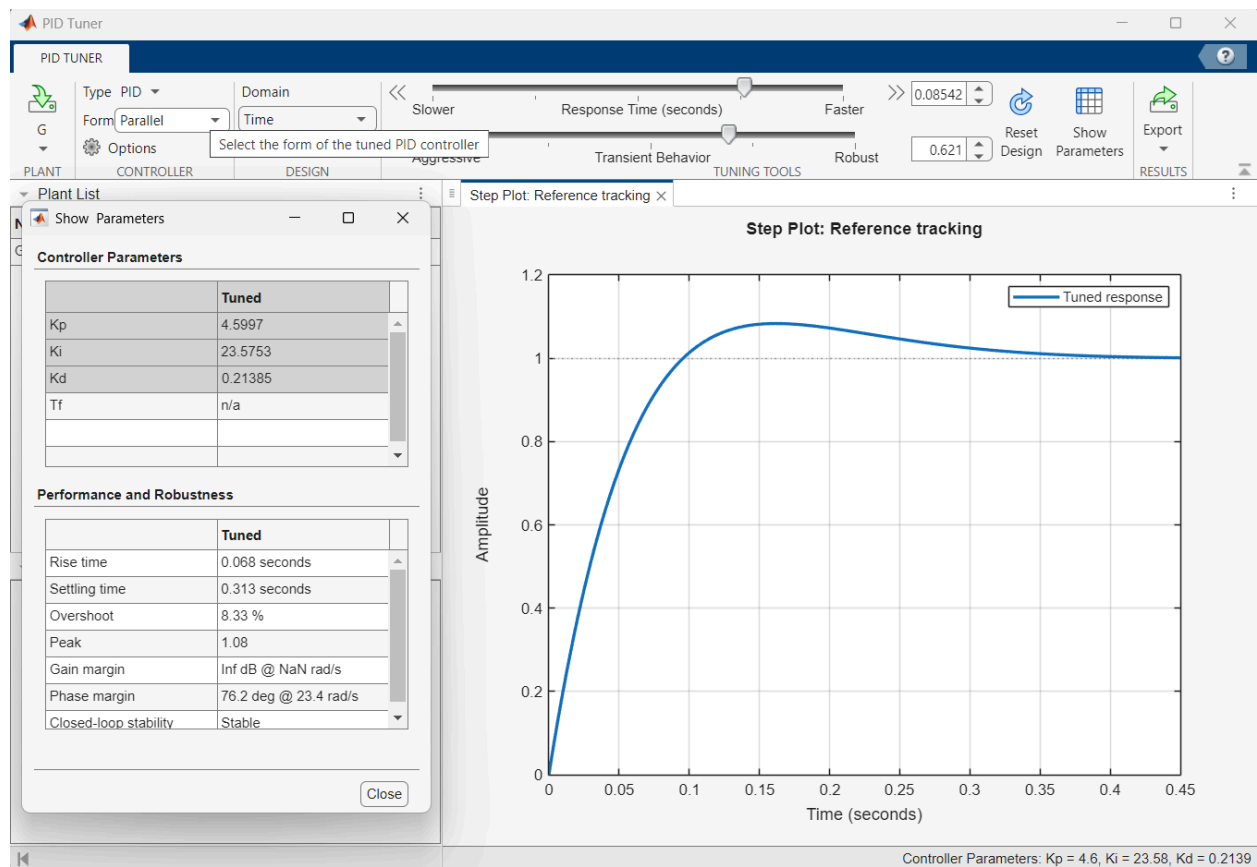 PID Tuner
PID TUNER
?
Type PID
Domain
Slower Response Time (seconds) Faster
0.08542
G
Form Parallel
Time
Options
Select the form of the tuned PID controller
Aggressive Transient Behavior Robust
0.621
Reset Design
Show Parameters
Export
PLANT CONTROLLER DESIGN TUNING TOOLS RESULTS
Plant List
Step Plot: Reference tracking
N
G
Show Parameters
Controller Parameters
Tuned
Kp 4.5997
Ki 23.5753
Kd 0.21385
Tf n/a
Performance and Robustness
Tuned
Rise time 0.068 seconds
Settling time 0.313 seconds
Overshoot 8.33 %
Peak 1.08
Gain margin Inf dB @ NaN rad/s
Phase margin 76.2 deg @ 23.4 rad/s
Closed-loop stability Stable
Close
Step Plot: Reference tracking
Tuned response
1.2
1
0.8
0.6
0.4
0.2
0
Amplitude
0 0.05 0.1 0.15 0.2 0.25 0.3 0.35 0.4 0.45
Time (seconds)
Controller Parameters: Kp = 4.6, Ki = 23.58, Kd = 0.2139